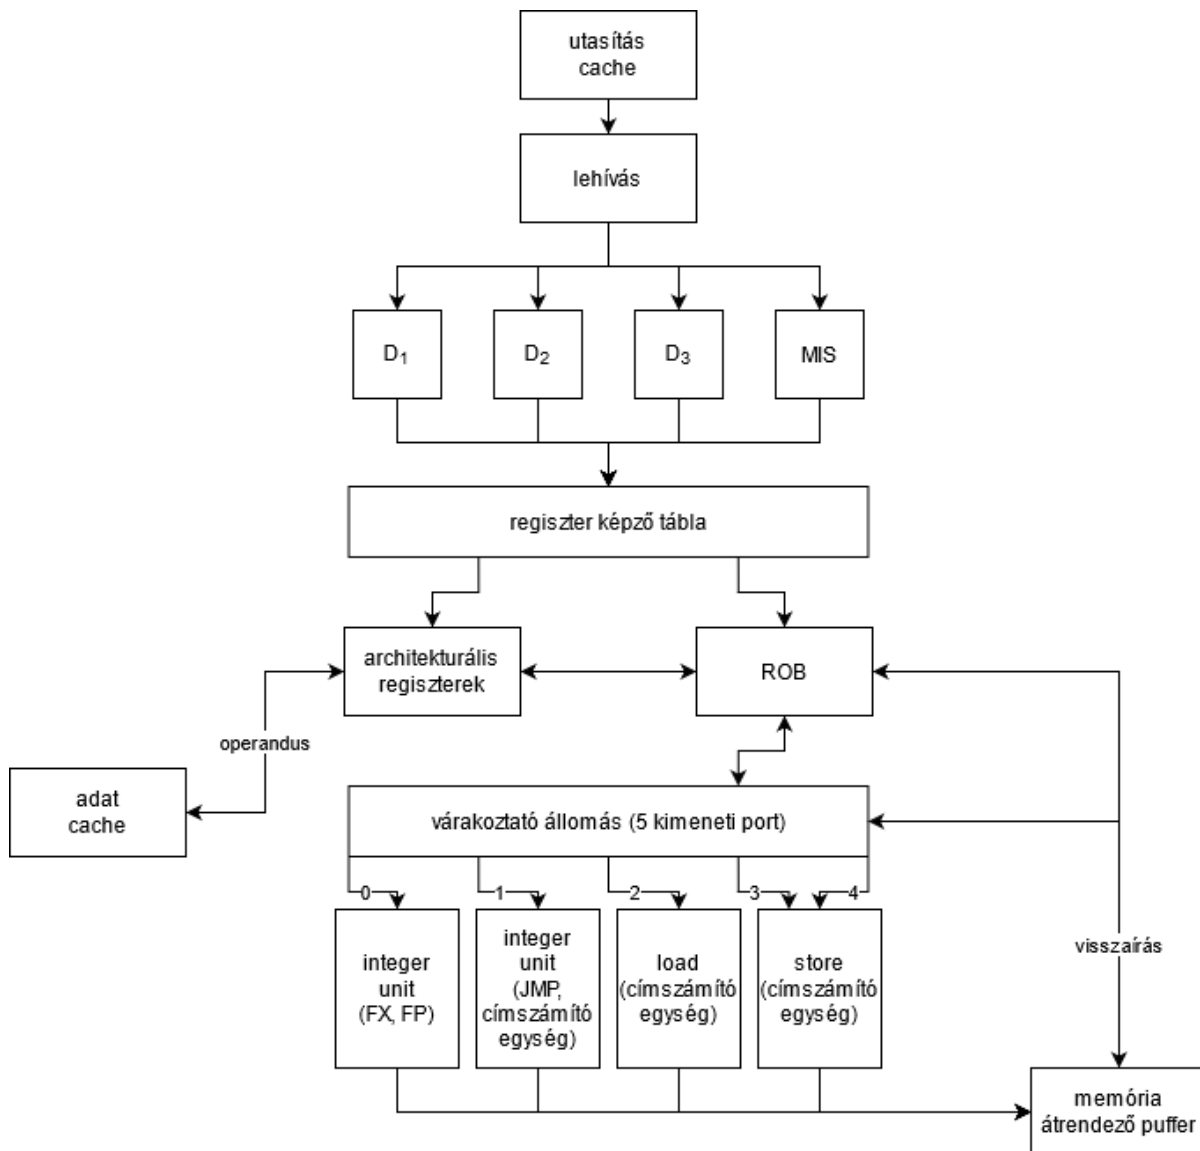 utasítás
cache
lehívás
D₁
D₂
D₃
MIS
regiszter képző tábla
architekturális
regiszterek
ROB
operandus
adat
cache
várakoztató állomás (5 kimeneti port)
0
1
2
3
4
integer
unit
(FX, FP)
integer
unit
(JMP,
címszámító
egység)
load
(címszámító
egység)
store
(címszámító
egység)
visszaírás
memória
átrendező puffer